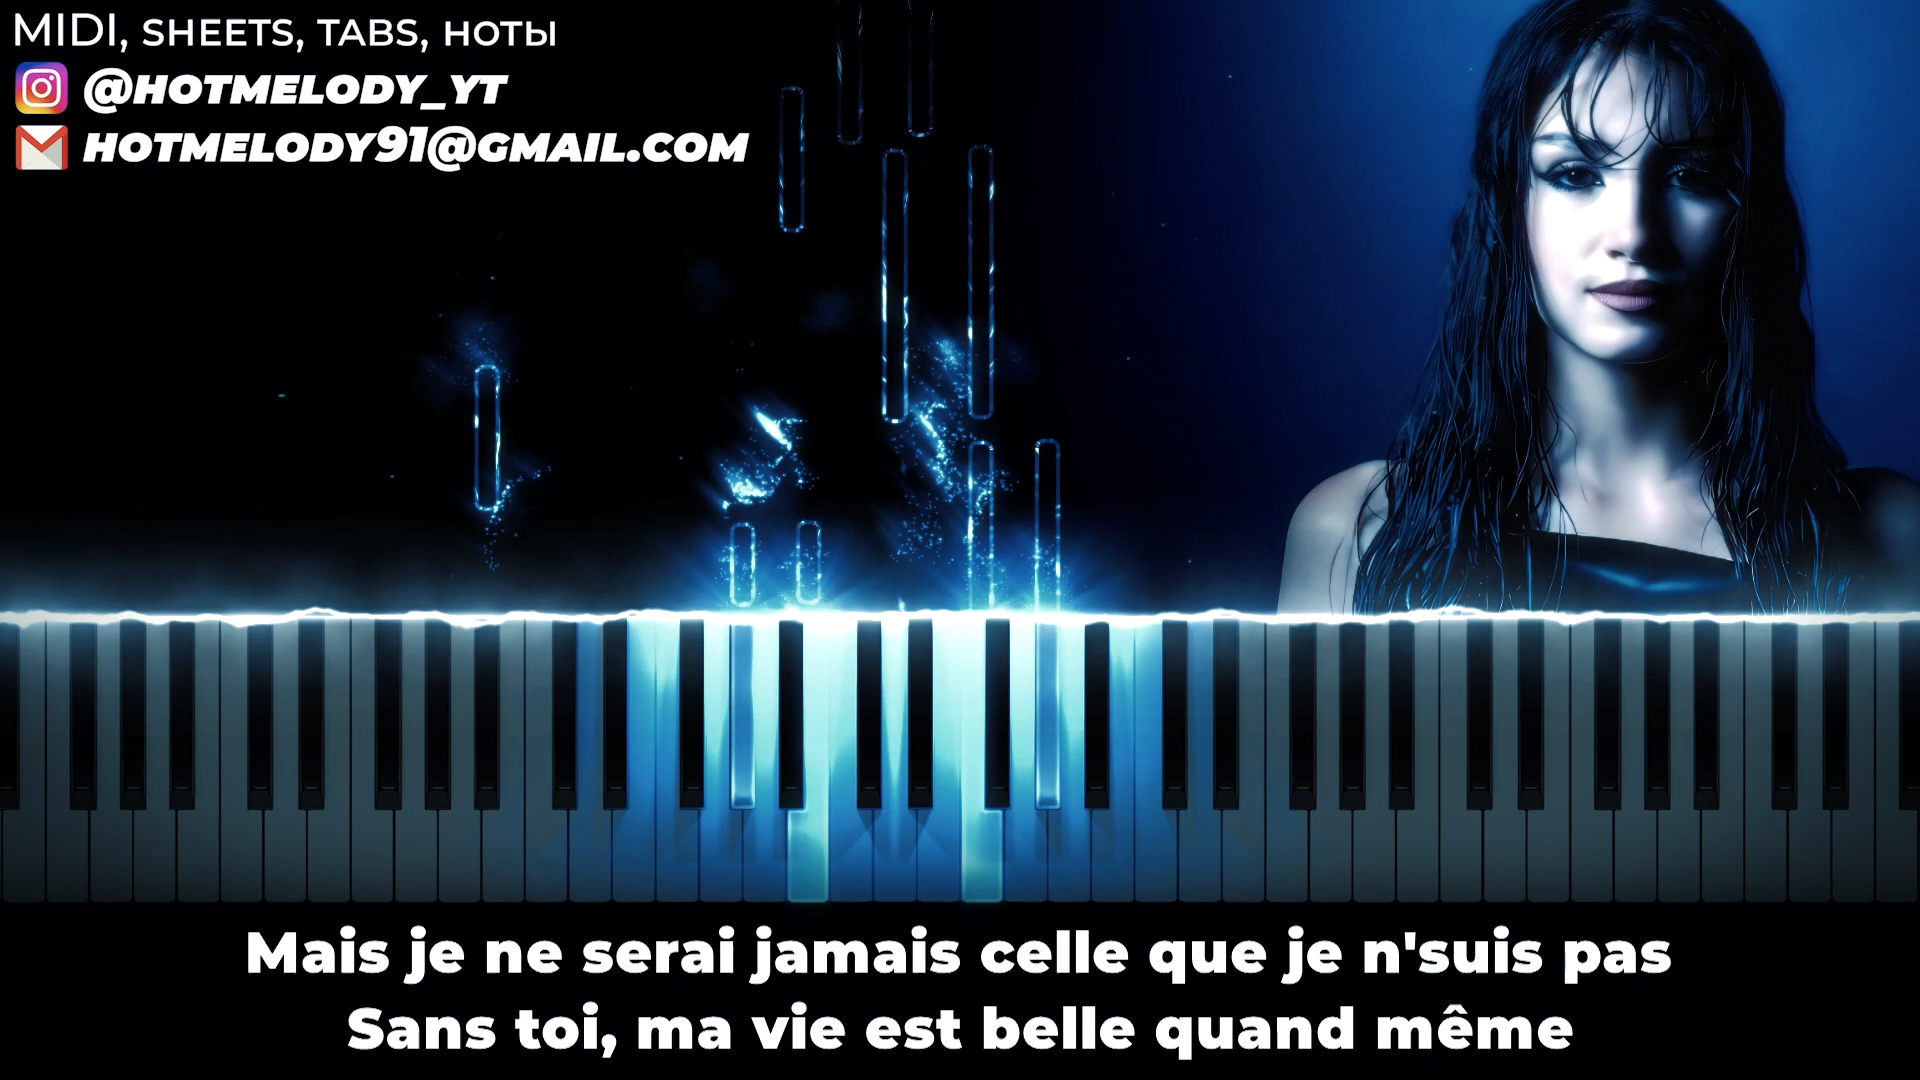 MIDI, SHEETS, TABS, НОТЫ
@HOTMELODY_YT
HOTMELODY91@GMAIL.COM
Mais je ne serai jamais celle que je n'suis pas
Sans toi, ma vie est belle quand même